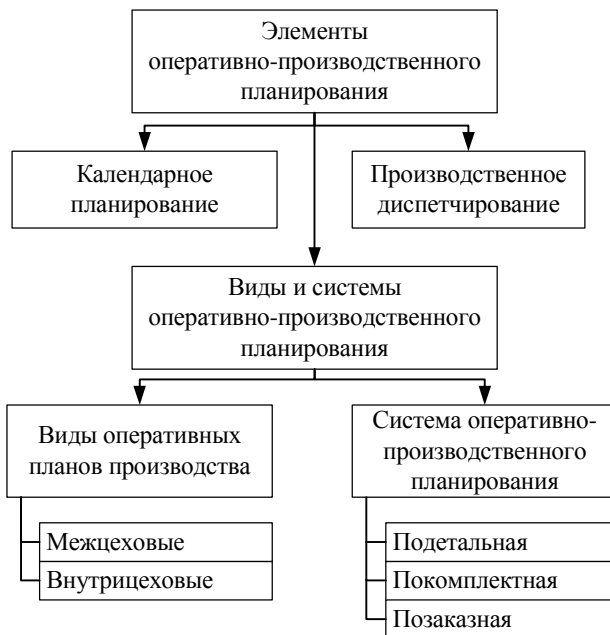 Элементы
оперативно-производственного
планирования
Календарное
планирование
Производственное
диспетчирование
Виды и системы
оперативно-производственного
планирования
Виды оперативных
планов производства
Система оперативно-
производственного
планирования
Межцеховые
Внутрицеховые
Подетальная
Покомплектная
Позаказная